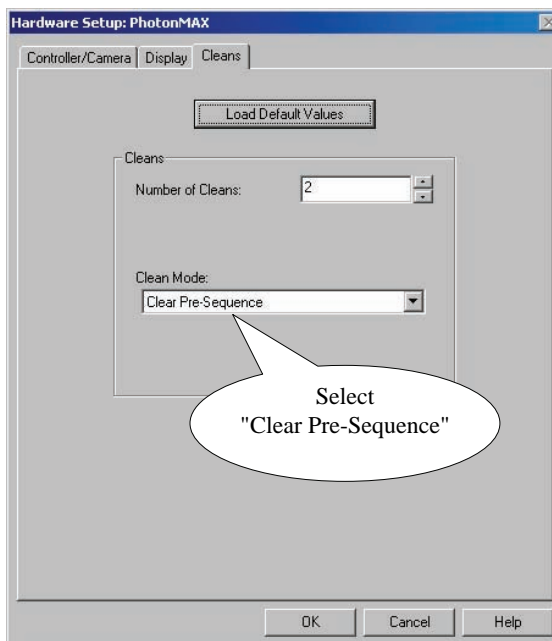 Hardware Setup: PhotonMAX
Controller/Camera Display Cleans
Load Default Values
Cleans
Number of Cleans: 2
Clean Mode:
Clear Pre-Sequence
Select
"Clear Pre-Sequence"
OK Cancel Help